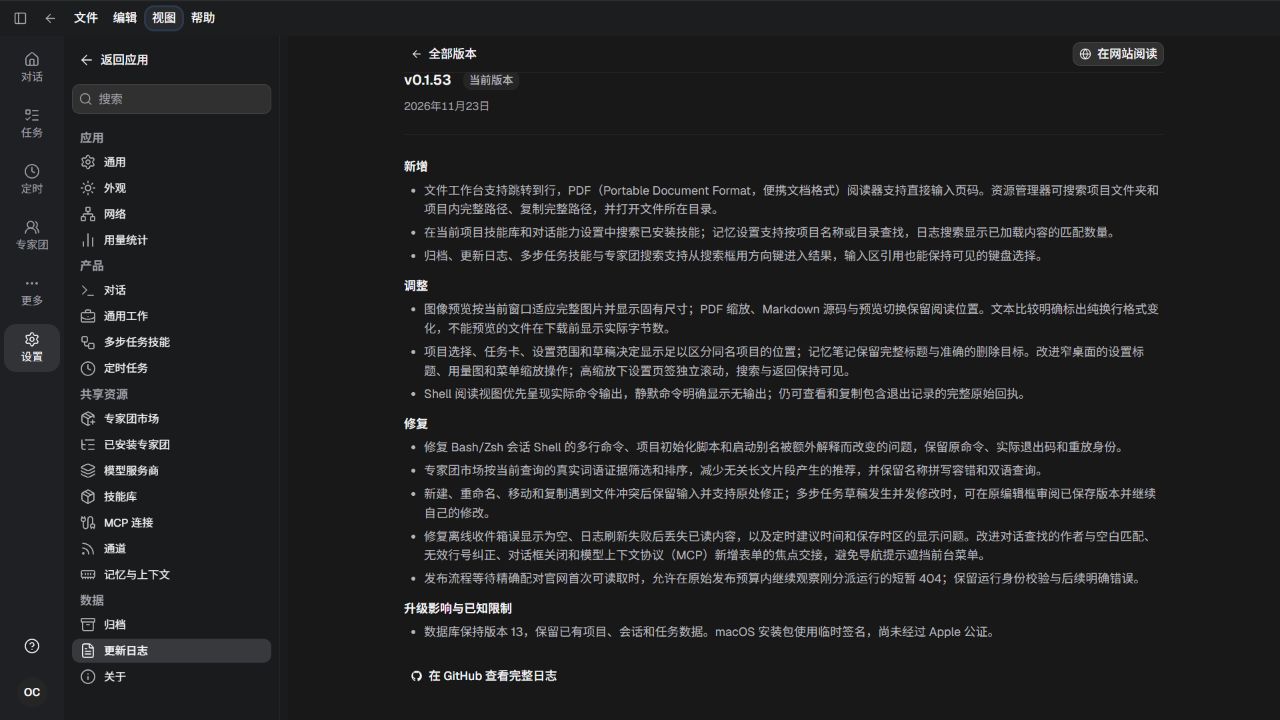 文件 编辑 视图 帮助
对话
任务
定时
专家团
更多
设置
OC
返回应用
搜索
应用
通用
外观
网络
用量统计
产品
对话
通用工作
多步任务技能
定时任务
共享资源
专家团市场
已安装专家团
模型服务商
技能库
MCP 连接
通道
记忆与上下文
数据
归档
更新日志
关于
全部版本
在网站阅读
v0.1.53 当前版本
2026年11月23日
新增
• 文件工作台支持跳转到行，PDF（Portable Document Format，便携文档格式）阅读器支持直接输入页码。资源管理器可搜索项目文件夹和
项目内完整路径、复制完整路径，并打开文件所在目录。
• 在当前项目技能库和对话能力设置中搜索已安装技能；记忆设置支持按项目名称或目录查找，日志搜索显示已加载内容的匹配数量。
• 归档、更新日志、多步任务技能与专家团搜索支持从搜索框用方向键进入结果，输入区引用也能保持可见的键盘选择。
调整
• 图像预览按当前窗口适应完整图片并显示固有尺寸；PDF 缩放、Markdown 源码与预览切换保留阅读位置。文本比较明确标出纯换行格式变
化，不能预览的文件在下载前显示实际字节数。
• 项目选择、任务卡、设置范围和草稿决定显示足以区分同名项目的位置；记忆笔记保留完整标题与准确的删除目标。改进窄桌面的设置标
题、用量图和菜单缩放操作；高缩放下设置页签独立滚动，搜索与返回保持可见。
• Shell 阅读视图优先呈现实际命令输出，静默命令明确显示无输出；仍可查看和复制包含退出记录的完整原始回执。
修复
• 修复 Bash/Zsh 会话 Shell 的多行命令、项目初始化脚本和启动别名被额外解释而改变的问题，保留原命令、实际退出码和重放身份。
• 专家团市场按当前查询的真实词语证据筛选和排序，减少无关长文片段产生的推荐，并保留名称拼写容错和双语查询。
• 新建、重命名、移动和复制遇到文件冲突后保留输入并支持原处修正；多步任务草稿发生并发修改时，可在原编辑框审阅已保存版本并继续
自己的修改。
• 修复离线收件箱误显示为空、日志刷新失败后丢失已读内容，以及定时建议时间和保存时区的显示问题。改进对话查找的作者与空白匹配、
无效行号纠正、对话框关闭和模型上下文协议（MCP）新增表单的焦点交接，避免导航提示遮挡前台菜单。
• 发布流程等待精确配对官网首次可读取时，允许在原始发布预算内继续观察刚分派运行的短暂 404；保留运行身份校验与后续明确错误。
升级影响与已知限制
• 数据库保持版本 13，保留已有项目、会话和任务数据。macOS 安装包使用临时签名，尚未经过 Apple 公证。
在 GitHub 查看完整日志